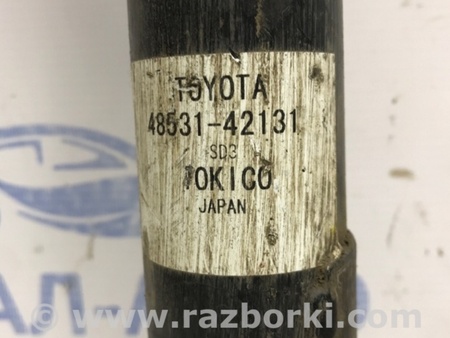 TOYOTA
48531-42131
SD3
TOKICO
JAPAN
www.razborki.com